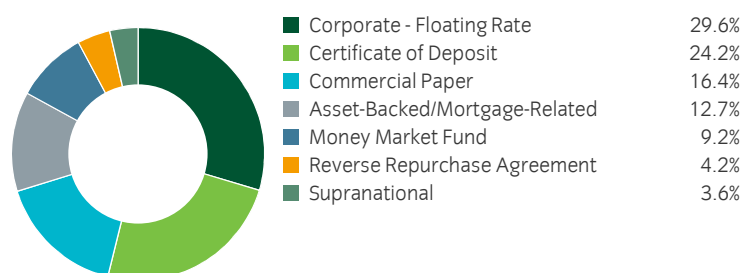 Corporate - Floating Rate 29.6%
Certificate of Deposit 24.2%
Commercial Paper 16.4%
Asset-Backed/Mortgage-Related 12.7%
Money Market Fund 9.2%
Reverse Repurchase Agreement 4.2%
Supranational 3.6%